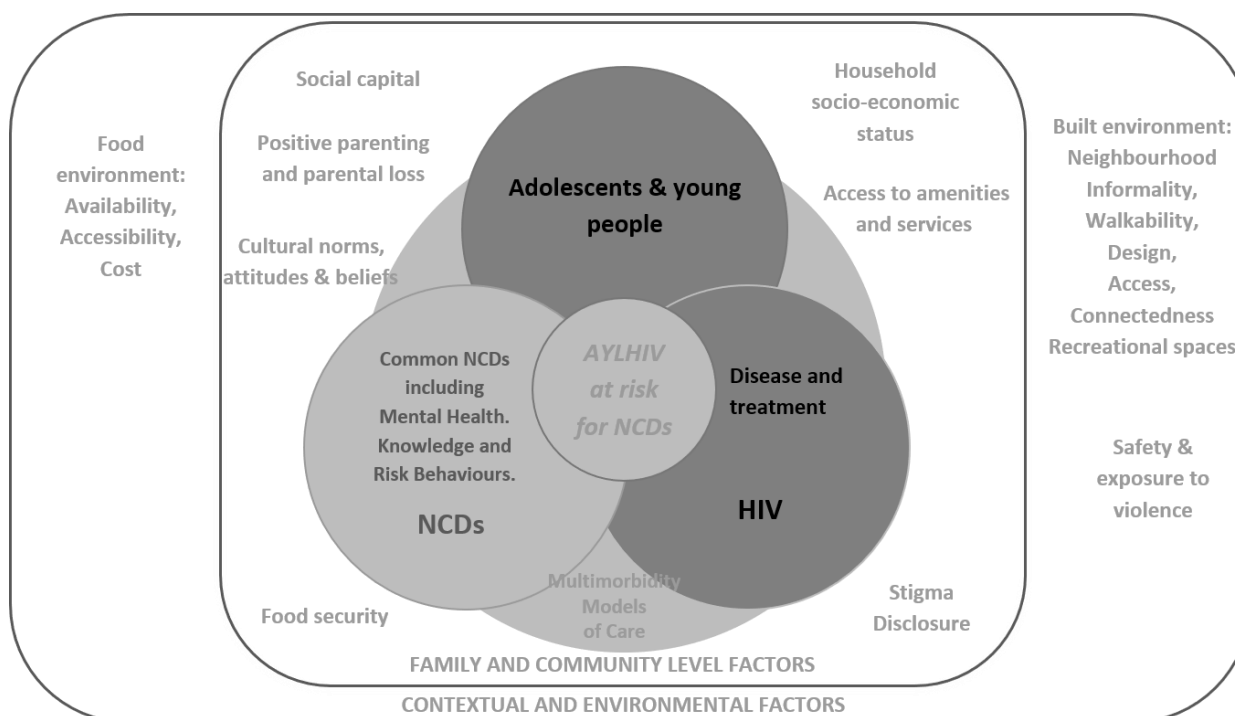 Social capital
Household
socio-economic
status
Food
environment:
Availability,
Accessibility,
Cost
Positive parenting
and parental loss
Cultural norms,
attitudes & beliefs
Adolescents & young
people
Access to amenities
and services
Built environment:
Neighbourhood
Informality,
Walkability,
Design,
Access,
Connectedness
Recreational spaces
Common NCDs
including
Mental Health.
Knowledge and
Risk Behaviours.
NCDs
AYLHIV
at risk
for NCDs
Disease and
treatment
HIV
Safety &
exposure to
violence
Food security
Multimorbidity
Models
of Care
Stigma
Disclosure
FAMILY AND COMMUNITY LEVEL FACTORS
CONTEXTUAL AND ENVIRONMENTAL FACTORS